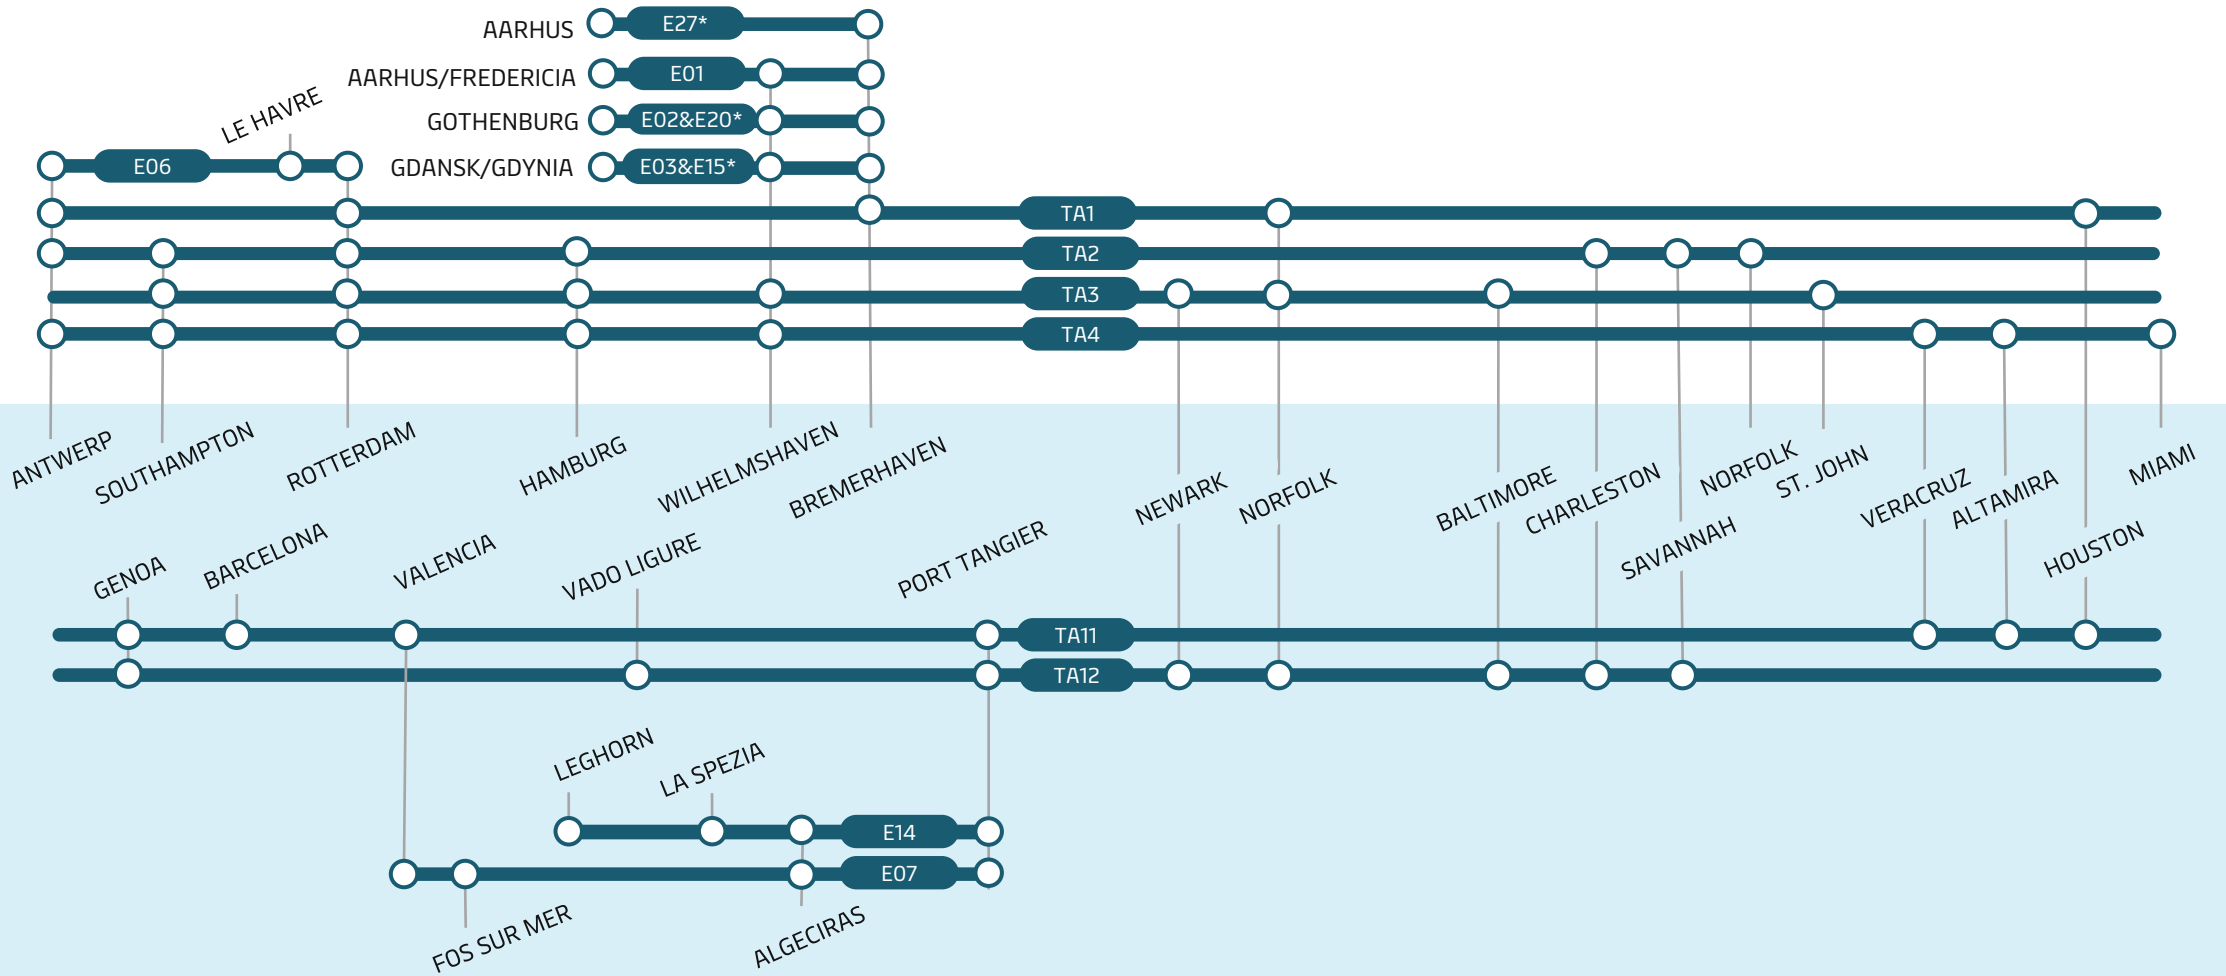 AARHUS
E27*
AARHUS/FREDERICIA
E01
LE HAVRE
GOTHENBURG
E02&E20*
E06
GDANSK/GDYNIA
E03&E15*
TA1
TA2
TA3
TA4
ANTWERP
SOUTHAMPTON
ROTTERDAM
HAMBURG
WILHELMSHAVEN
BREMERHAVEN
NEWARK
NORFOLK
BALTIMORE
CHARLESTON
SAVANNAH
NORFOLK
ST. JOHN
VERACRUZ
ALTAMIRA
HOUSTON
MIAMI
GENOA
BARCELONA
VALENCIA
VADO LIGURE
PORT TANGIER
TA11
TA12
LEGHORN
LA SPEZIA
E14
E07
FOS SUR MER
ALGECIRAS